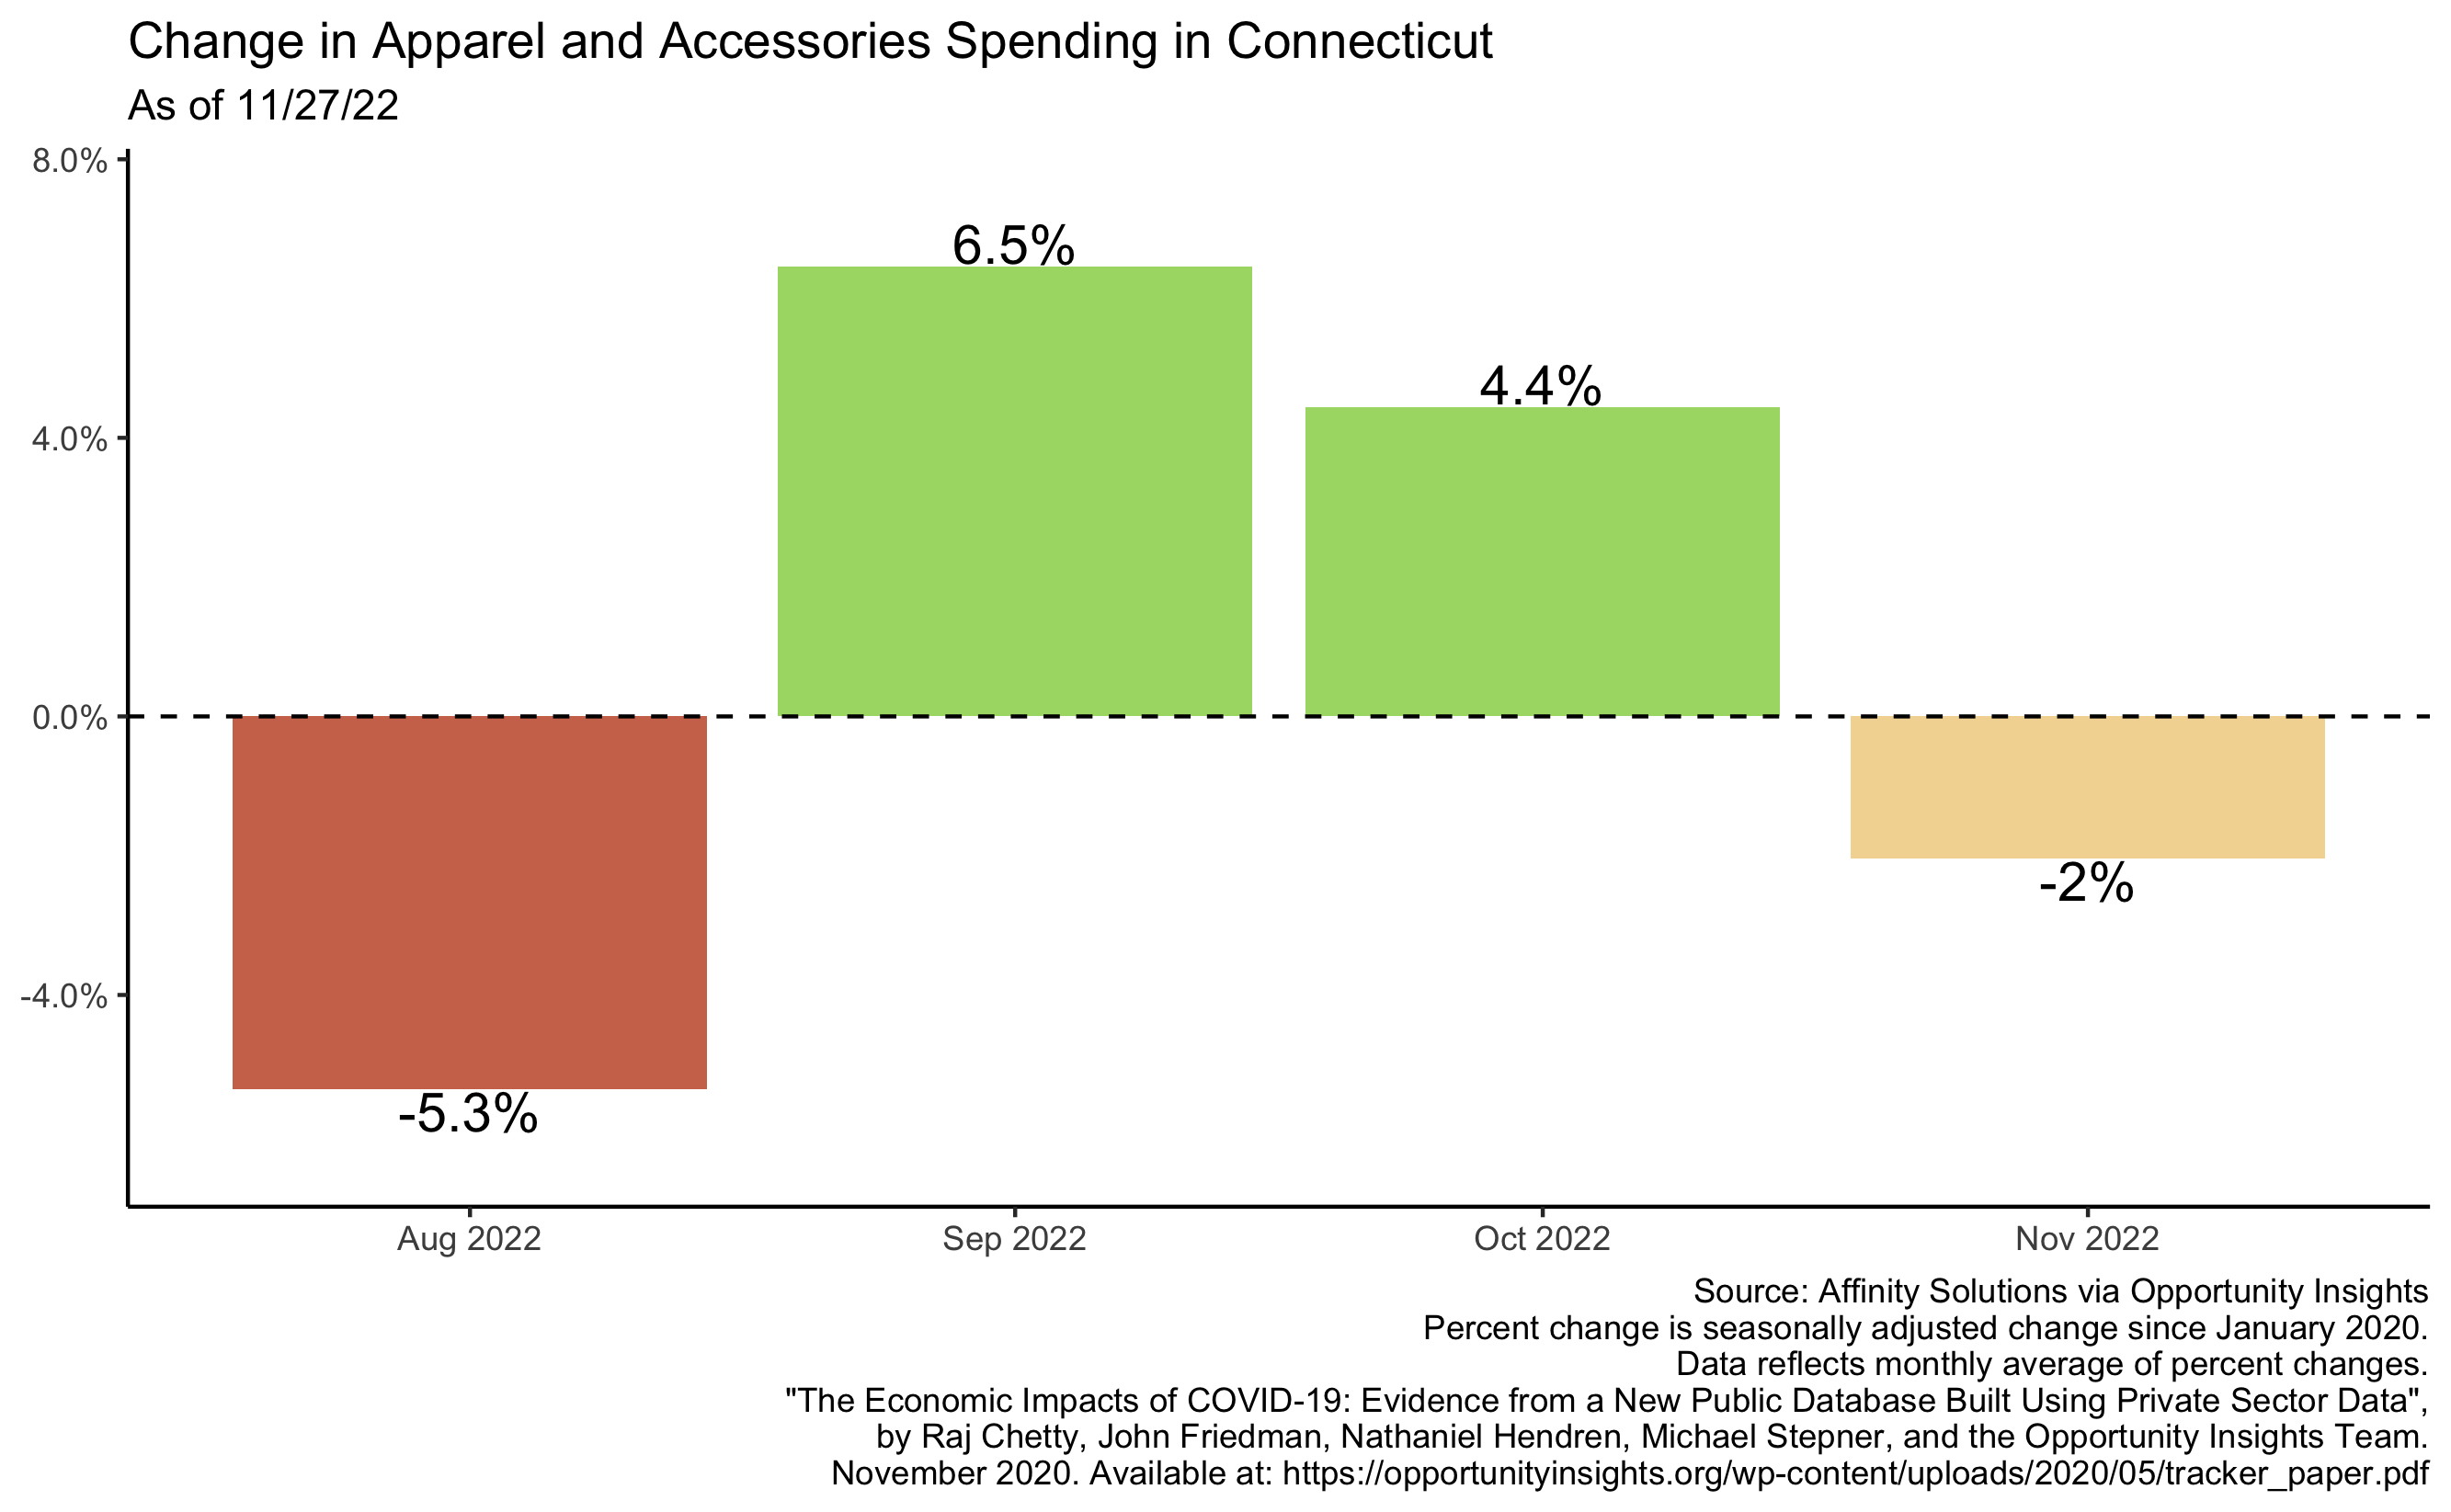 Change in Apparel and Accessories Spending in Connecticut
As of 11/27/22
8.0%
4.0%
0.0%
-4.0%
-5.3%
6.5%
4.4%
-2%
Aug 2022
Sep 2022
Oct 2022
Nov 2022
Source: Affinity Solutions via Opportunity Insights
Percent change is seasonally adjusted change since January 2020.
Data reflects monthly average of percent changes.
"The Economic Impacts of COVID-19: Evidence from a New Public Database Built Using Private Sector Data",
by Raj Chetty, John Friedman, Nathaniel Hendren, Michael Stepner, and the Opportunity Insights Team.
November 2020. Available at: https://opportunityinsights.org/wp-content/uploads/2020/05/tracker_paper.pdf